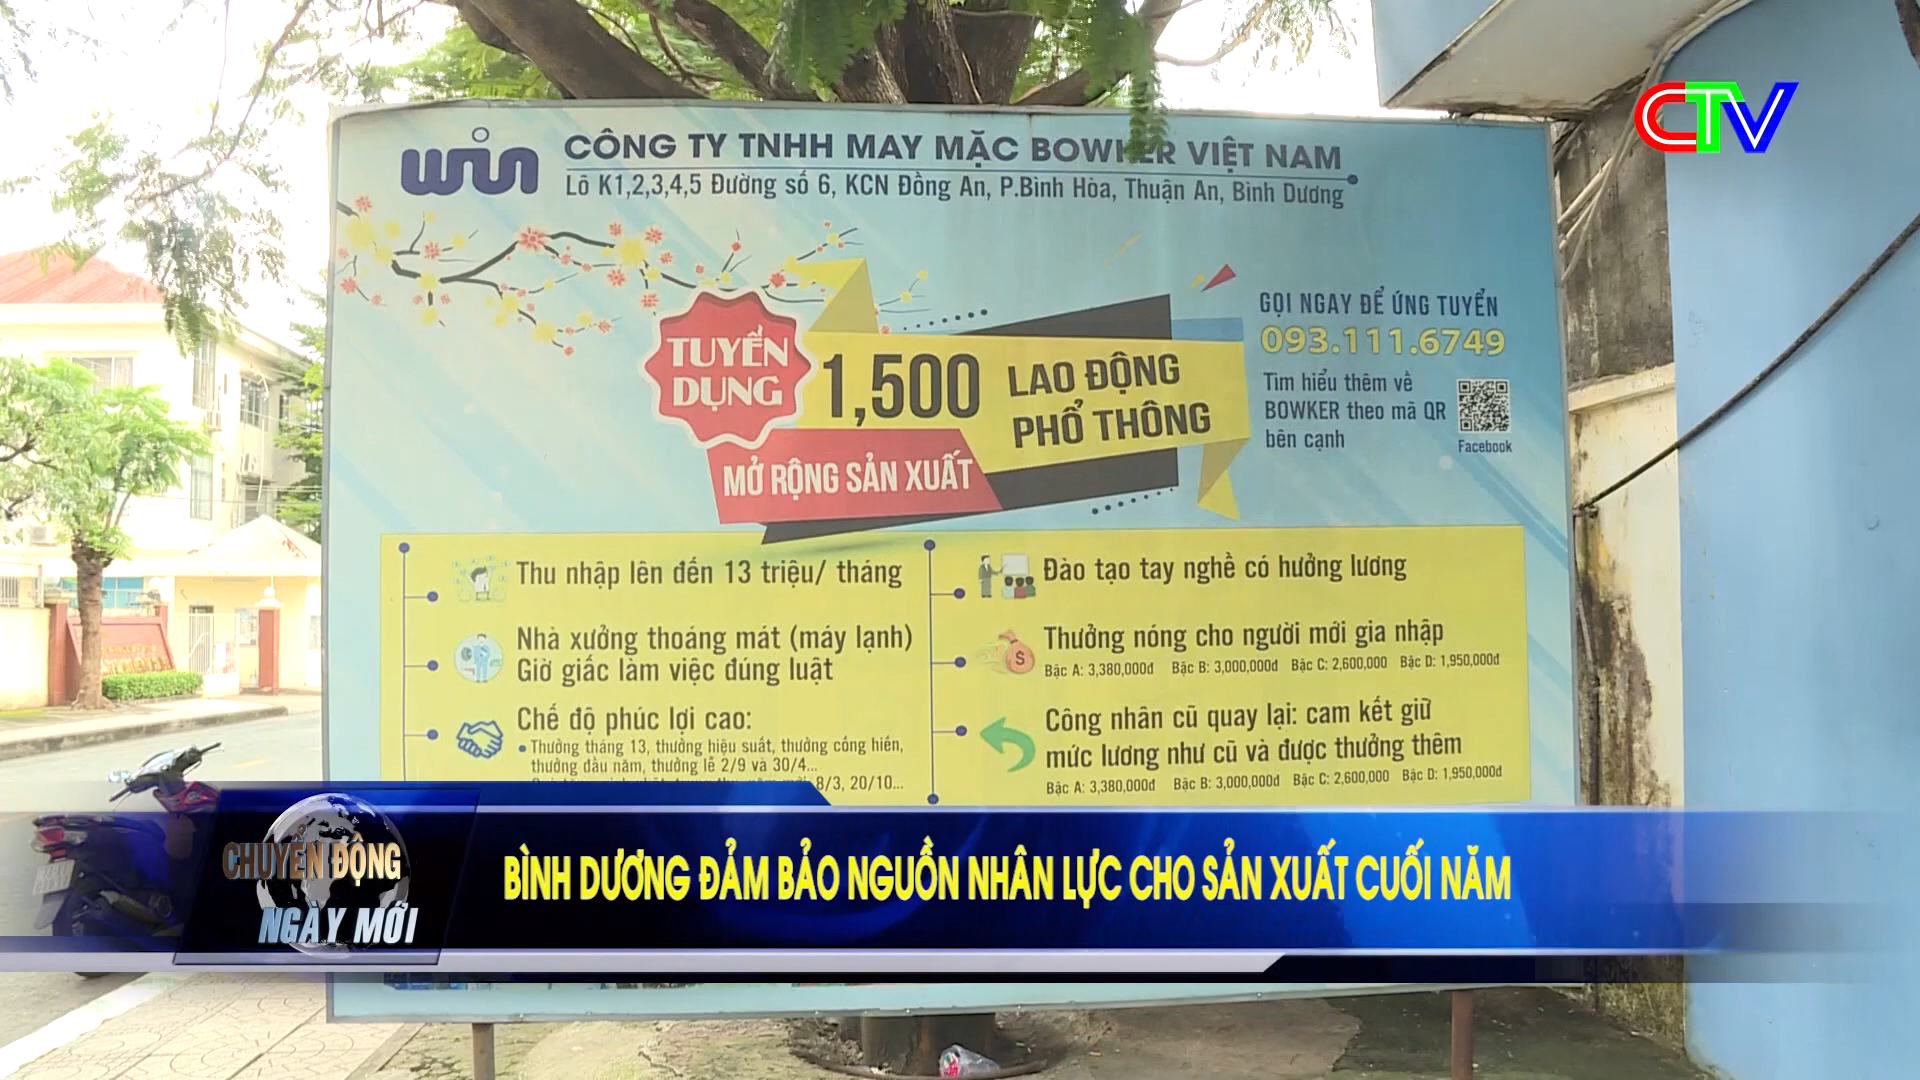 CTV
WIN
CÔNG TY TNHH MAY MẶC BOWKER VIỆT NAM
Lô K1,2,3,4,5 Đường số 6, KCN Đồng An, P.Bình Hòa, Thuận An, Bình Dương
TUYỂN
DỤNG
1,500
LAO ĐỘNG
PHỔ THÔNG
MỞ RỘNG SẢN XUẤT
GỌI NGAY ĐỂ ỨNG TUYỂN
093.111.6749
Tìm hiểu thêm về
BOWKER theo mã QR
bên cạnh
Facebook
Thu nhập lên đến 13 triệu/ tháng
Nhà xưởng thoáng mát (máy lạnh)
Giờ giấc làm việc đúng luật
Chế độ phúc lợi cao:
• Thưởng tháng 13, thưởng hiệu suất, thưởng cống hiến,
thưởng đầu năm, thưởng lễ 2/9 và 30/4...
8/3, 20/10...
Đào tạo tay nghề có hưởng lương
Thưởng nóng cho người mới gia nhập
Bậc A: 3,380,000đ Bậc B: 3,000,000đ Bậc C: 2,600,000 Bậc D: 1,950,000đ
Công nhân cũ quay lại: cam kết giữ
mức lương như cũ và được thưởng thêm
Bậc A: 3,380,000đ Bậc B: 3,000,000đ Bậc C: 2,600,000 Bậc D: 1,950,000đ
CHUYỂN ĐỘNG
NGÀY MỚI
BÌNH DƯƠNG ĐẢM BẢO NGUỒN NHÂN LỰC CHO SẢN XUẤT CUỐI NĂM